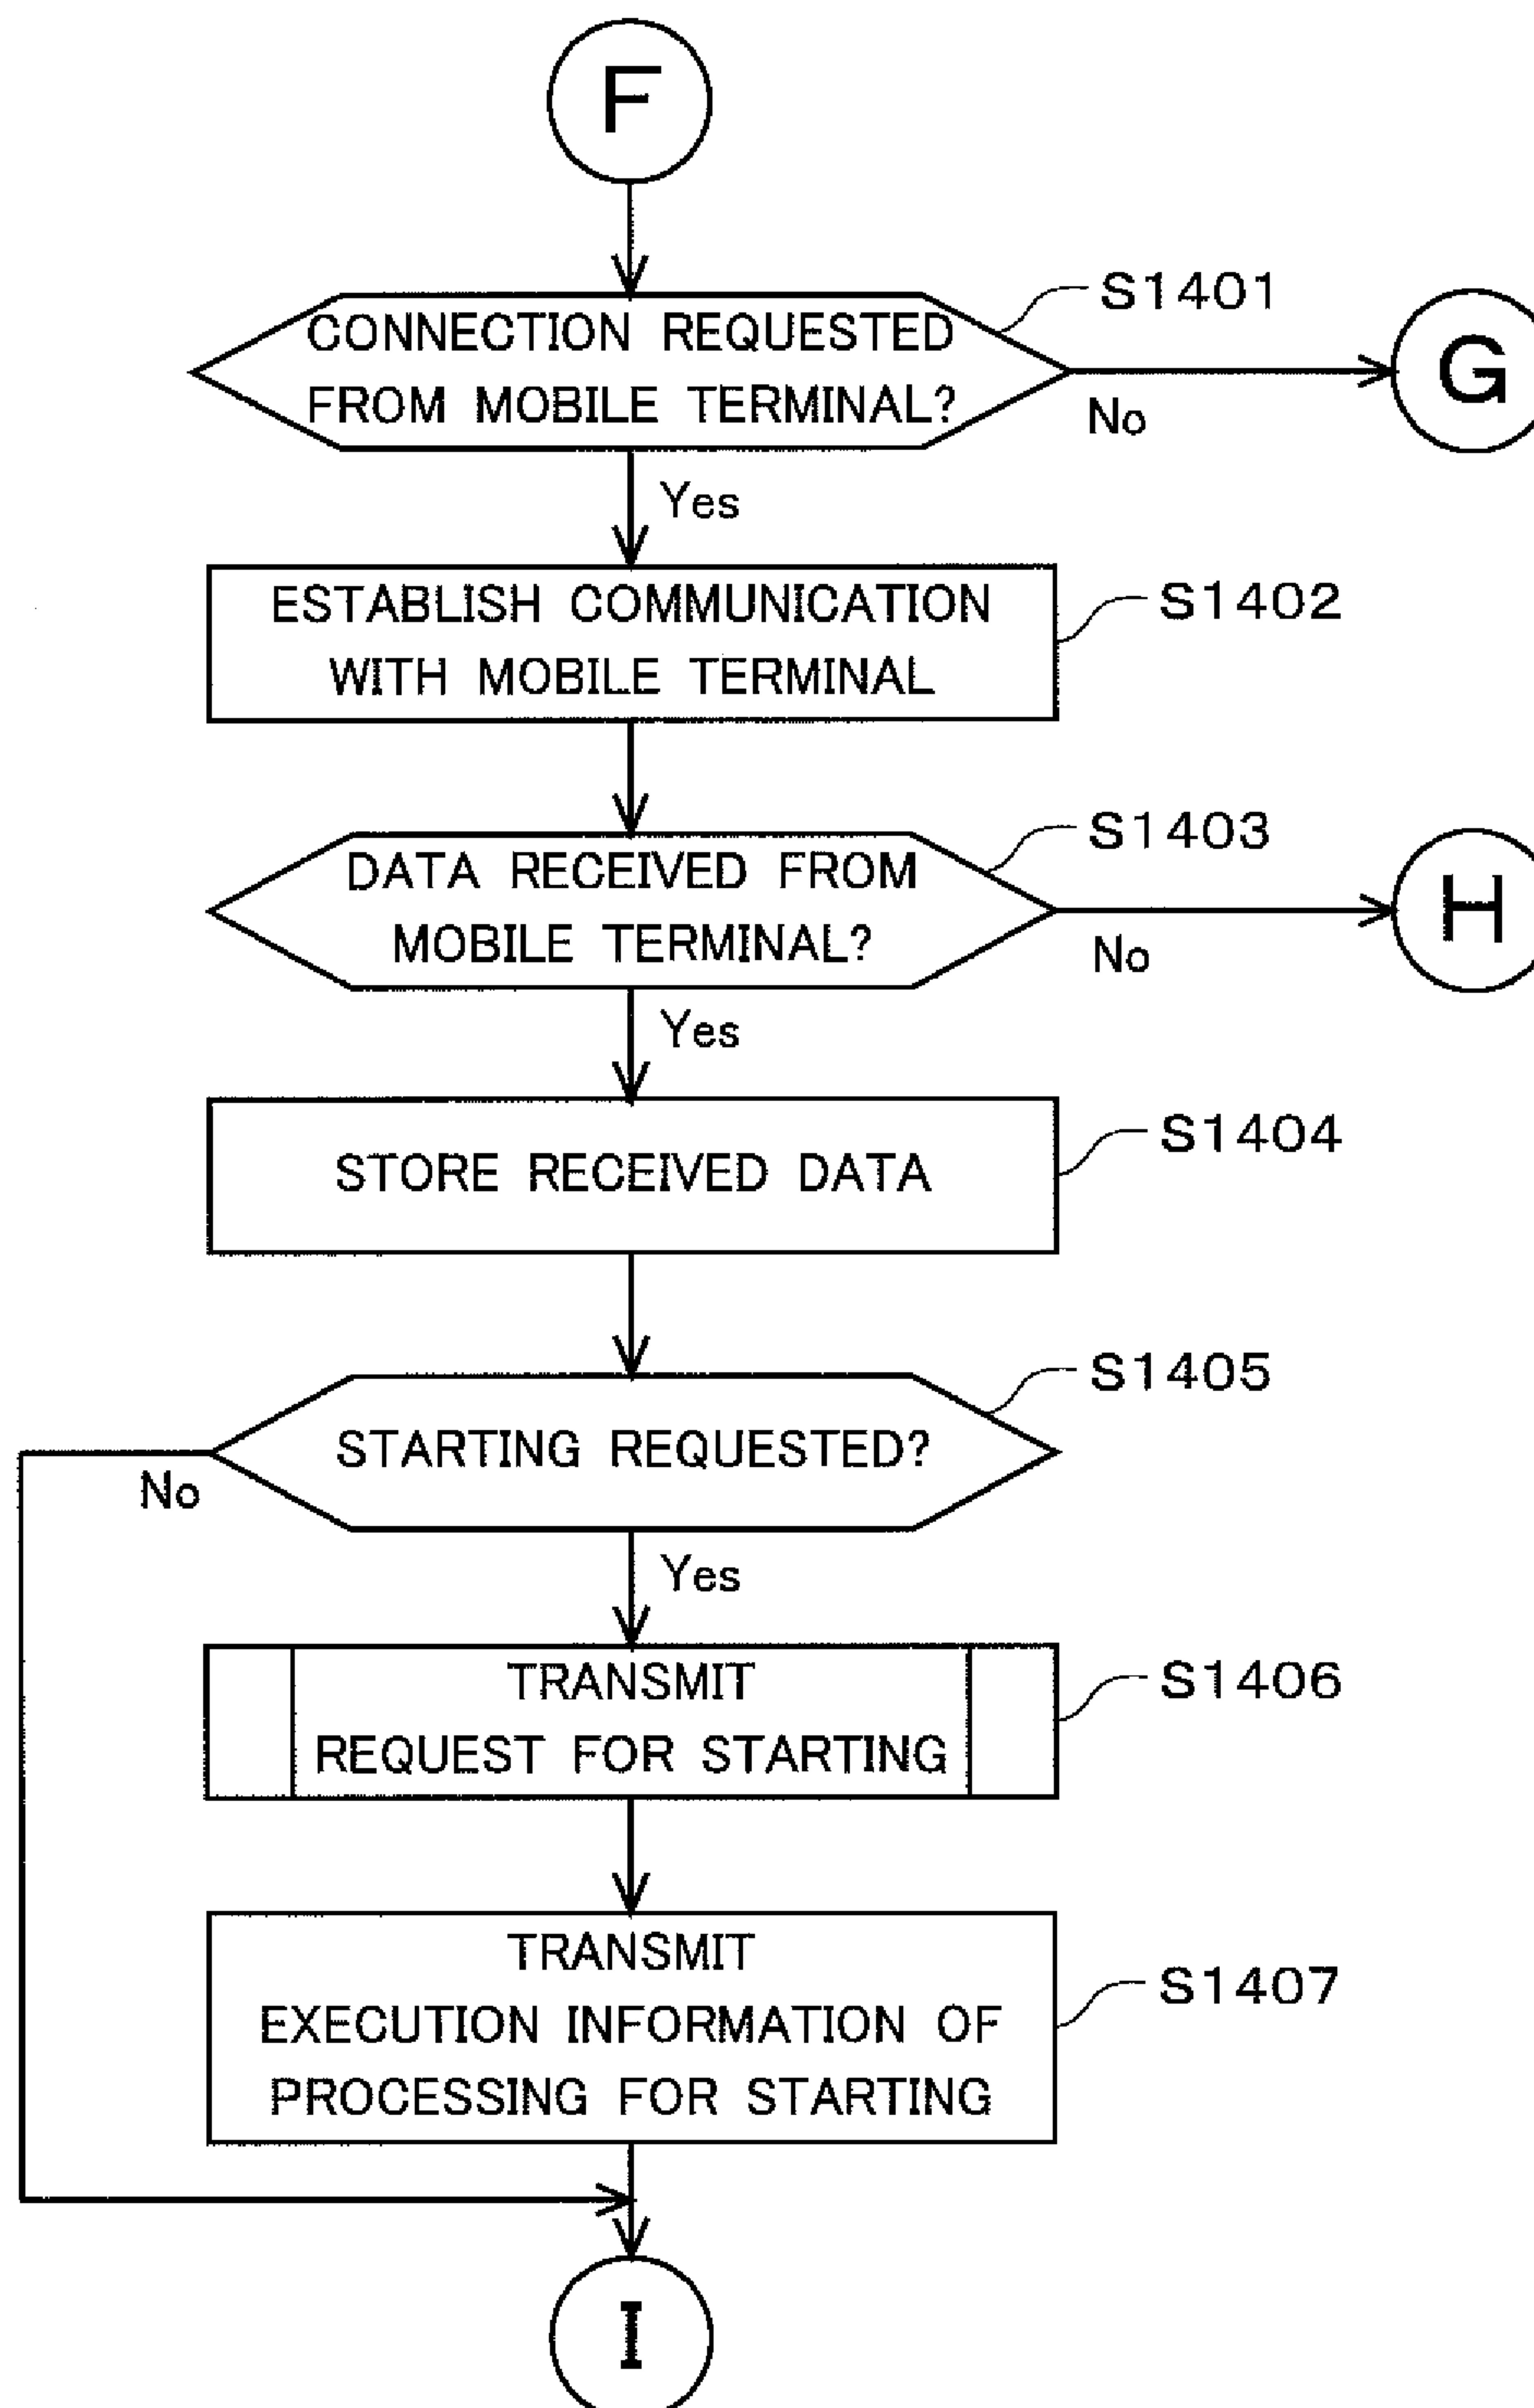 F
CONNECTION REQUESTED
FROM MOBILE TERMINAL?
S1401
No
G
Yes
ESTABLISH COMMUNICATION
WITH MOBILE TERMINAL
S1402
DATA RECEIVED FROM
MOBILE TERMINAL?
S1403
No
H
Yes
STORE RECEIVED DATA
S1404
STARTING REQUESTED?
S1405
No
Yes
TRANSMIT
REQUEST FOR STARTING
S1406
TRANSMIT
EXECUTION INFORMATION OF
PROCESSING FOR STARTING
S1407
I